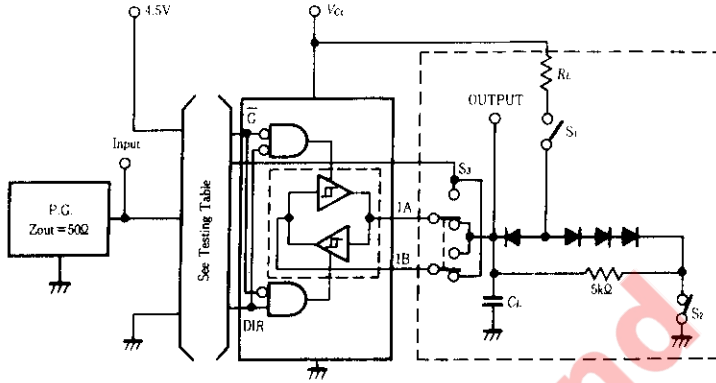 4.5V
VCC
RL
OUTPUT
S1
Input
G
S3
P.G.
Zout = 50Ω
See Testing Table
1A
1B
DIR
CL
5kΩ
S2
nd